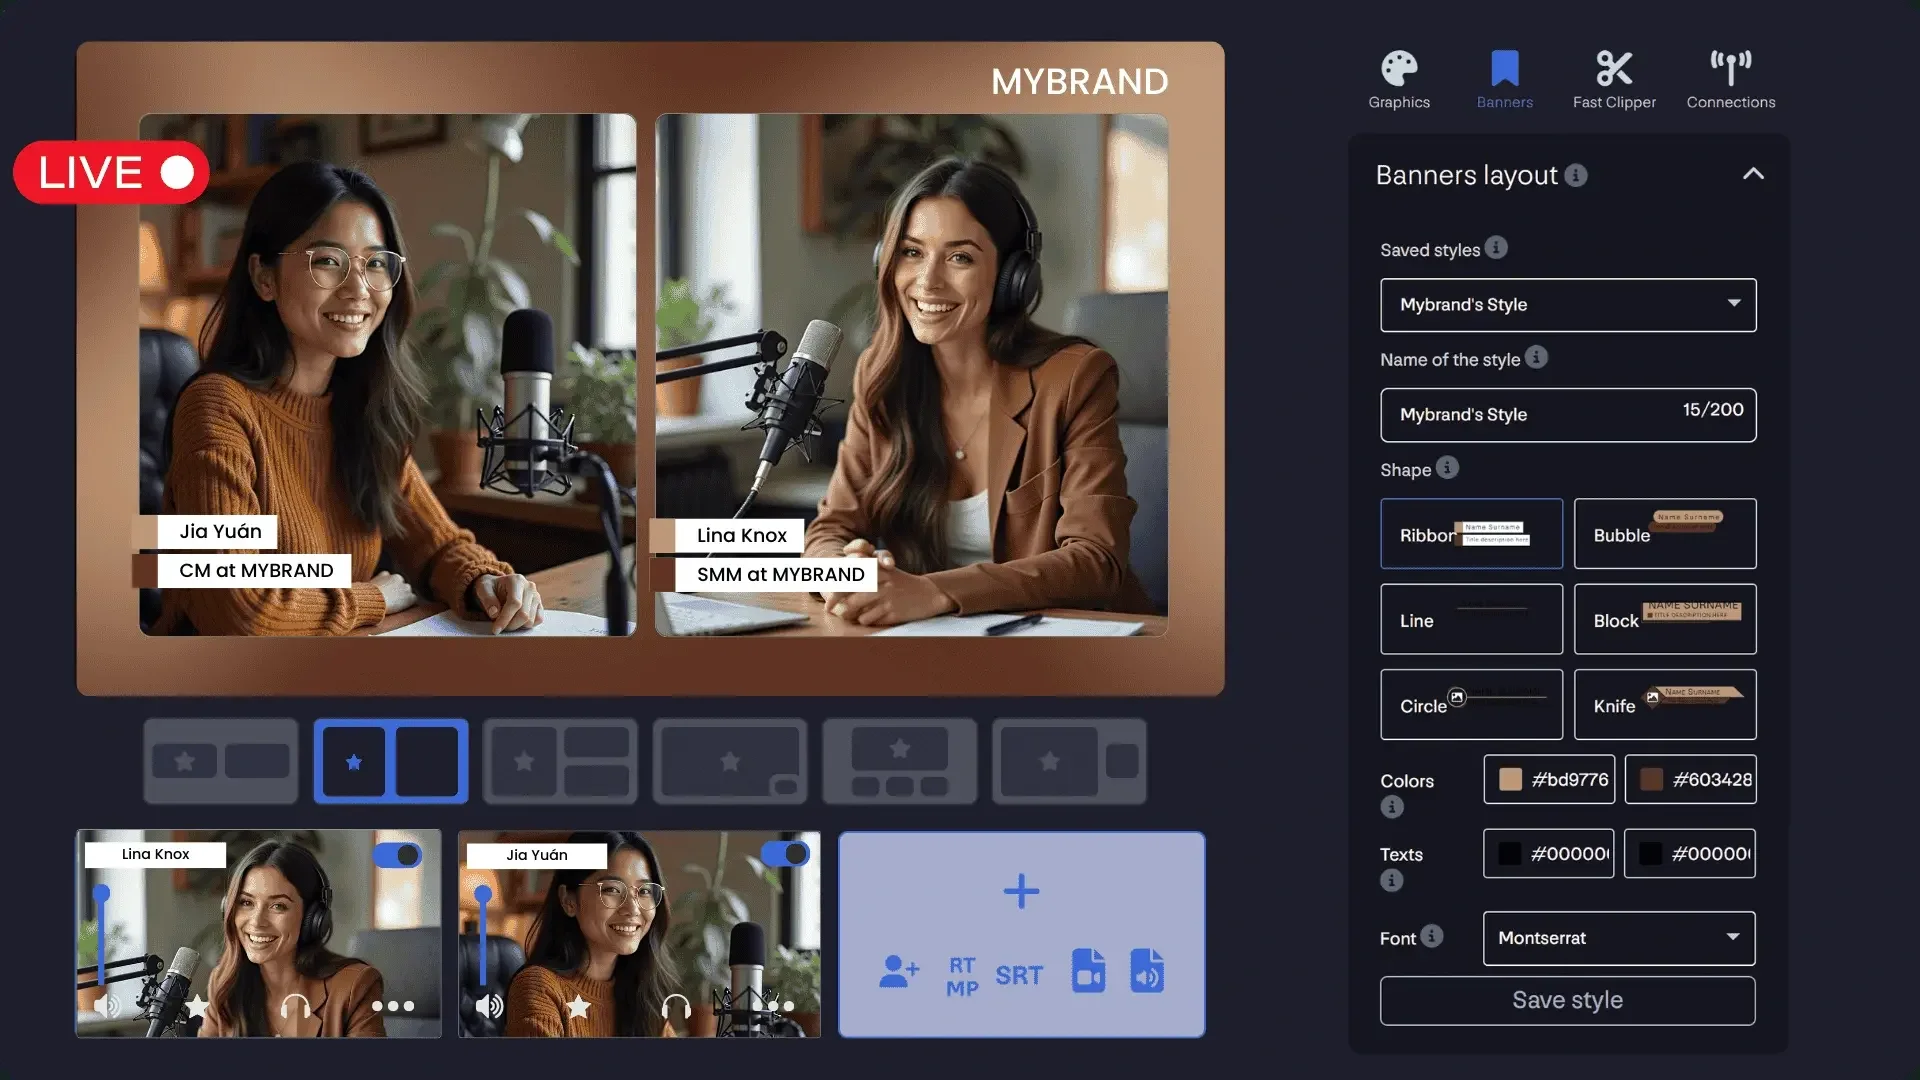 MYBRAND
LIVE
Jia Yuán
CM at MYBRAND
Lina Knox
SMM at MYBRAND
Lina Knox
Jia Yuán
RT
MP
SRT
Graphics
Banners
Fast Clipper
Connections
Banners layout
Saved styles
Mybrand's Style
Name of the style
Mybrand's Style
15/200
Shape
Ribbon
Name Surname
Title description here
Bubble
Name Surname
Line
Block
NAME SURNAME
TITLE DESCRIPTION HERE
Circle
Knife
NAME SURNAME
Colors
#bd9776
#603428
Texts
#00000
#00000
Font
Montserrat
Save style